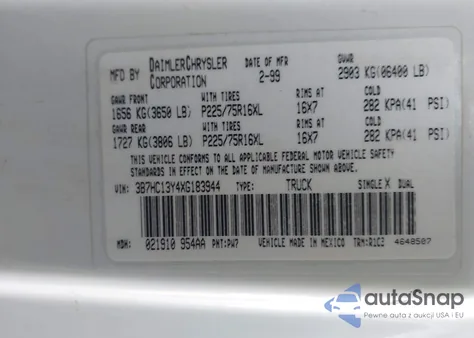 MFD BY DAIMLERCHRYSLER CORPORATION DATE OF MFR 2-99 GVWR 2903 KG(06400 LB)
GAWR FRONT WITH TIRES RIMS AT COLD
1656 KG(3650 LB) P225/75R16XL 16X7 282 KPA(41 PSI)
GAWR REAR WITH TIRES RIMS AT COLD
1727 KG(3806 LB) P225/75R16XL 16X7 282 KPA(41 PSI)
THIS VEHICLE CONFORMS TO ALL APPLICABLE FEDERAL MOTOR VEHICLE SAFETY
STANDARDS IN EFFECT ON THE DATE OF MANUFACTURE SHOWN ABOVE
VIN: 3B7HC13Y4XG183944 TYPE: TRUCK SINGLE X DUAL
MDH: 021910 954AA PNT:PW7 VEHICLE MADE IN MEXICO TRM:R1C3 4648507
autoSnap
Pewne auta z aukcji USA i EU